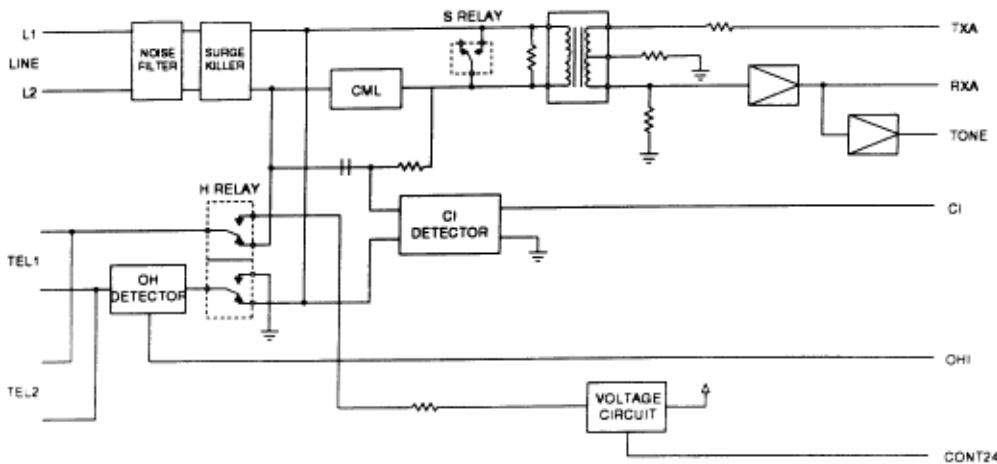 S RELAY
L1
TXA
LINE
NOISE
FILTER
SURGE
KILLER
L2
CML
RXA
TONE
H RELAY
CI
DETECTOR
CI
TEL1
OH
DETECTOR
OHI
TEL2
VOLTAGE
CIRCUIT
CONT24